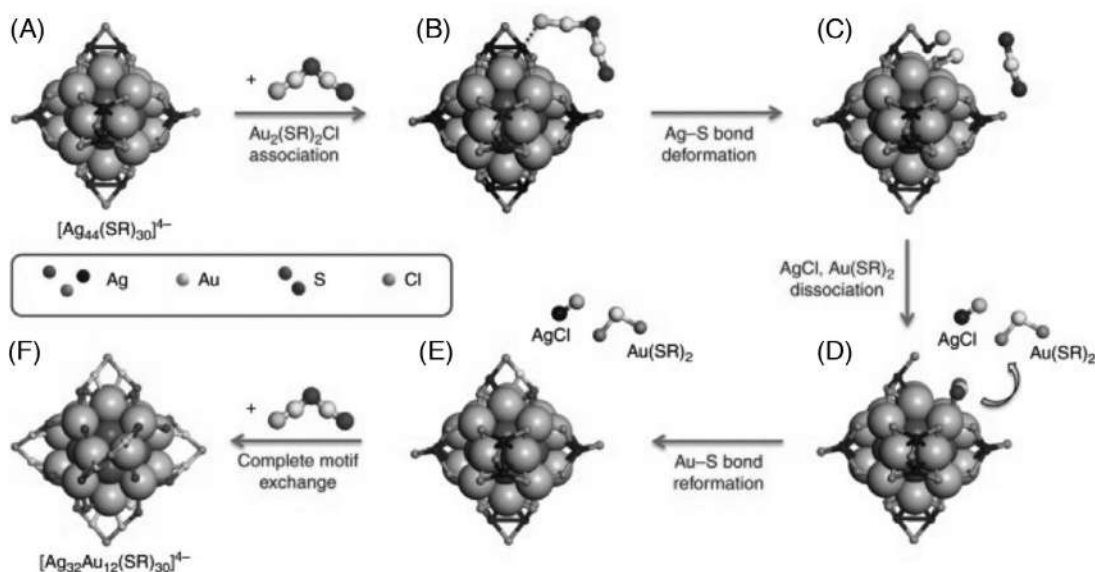 (A)
+
Au₂(SR)₂Cl
association
(B)
Ag–S bond
deformation
(C)
[Ag₄₄(SR)₃₀]⁴⁻
Ag Au S Cl
AgCl, Au(SR)₂
dissociation
(F)
+
Complete motif
exchange
(E)
AgCl
Au(SR)₂
Au–S bond
reformation
(D)
AgCl
Au(SR)₂
[Ag₃₂Au₁₂(SR)₃₀]⁴⁻